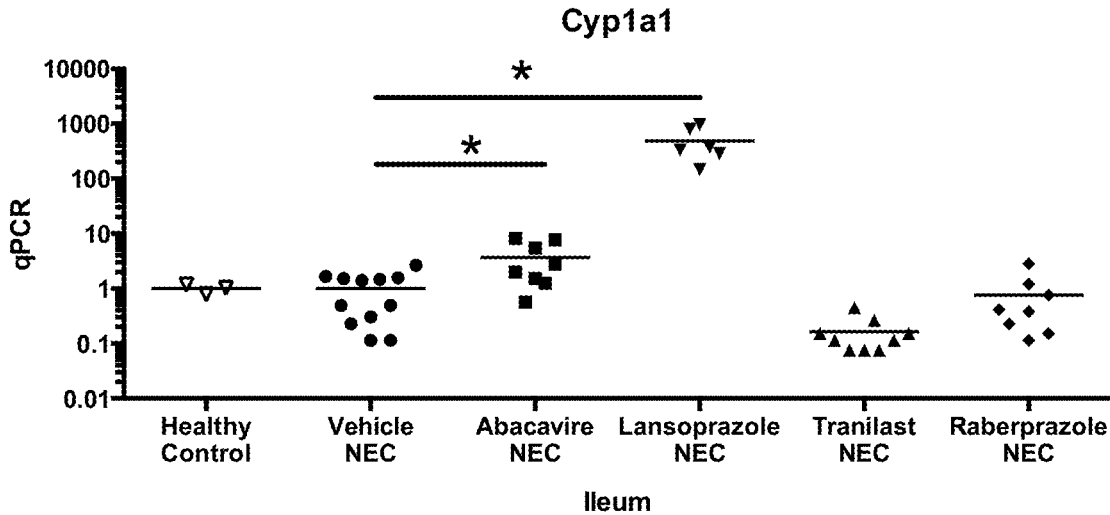 Cyp1a1
10000
1000
100
10
1
0.1
0.01
qPCR
*
*
Healthy
Control
Vehicle
NEC
Abacavire
NEC
Lansoprazole
NEC
Tranilast
NEC
Raberprazole
NEC
Ileum